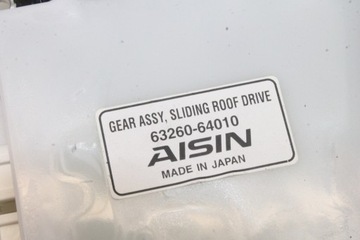 GEAR ASSY, SLIDING ROOF DRIVE
63260-64010
AISIN
MADE IN JAPAN